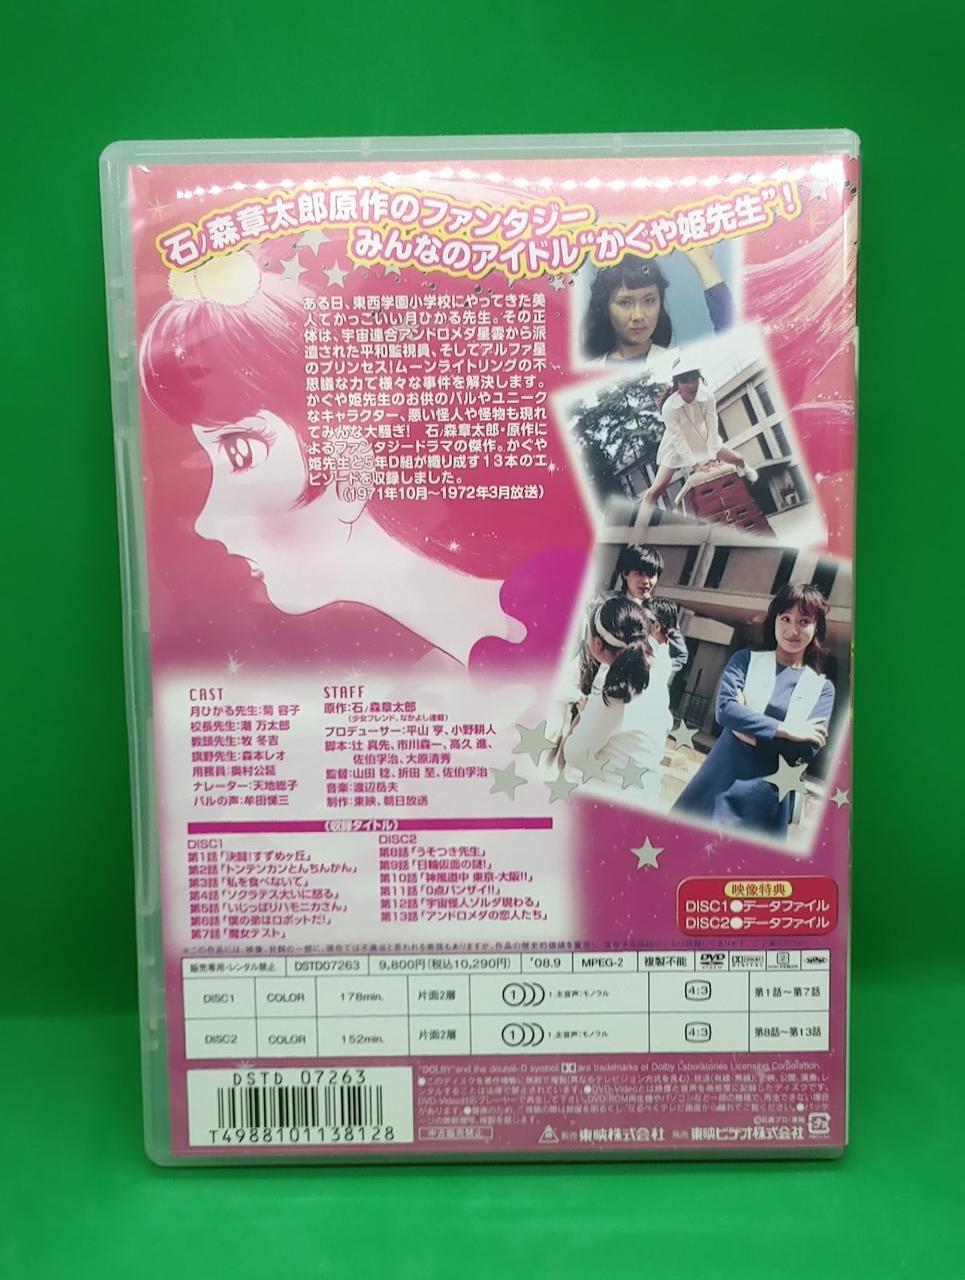 石ノ森章太郎原作のファンタジー
みんなのアイドル“かぐや姫先生”!
ある日、東西学園小学校にやってきた美
人でかっこいい月ひかる先生。その正
体は、宇宙連合アンドロメダ星雲から派
遣された平和監視員、そしてアルファ星
のプリンセス!ムーンライトリングの不
思議な力で様々な事件を解決します。
かぐや姫先生のお供のパルやユニーク
なキャラクター、悪い怪人や怪物も現れ
てみんな大騒ぎ! 石ノ森章太郎・原作に
よるファンタジードラマの傑作。かぐや
姫先生と5年D組が織り成す13本のエ
ピソードを収録しました。
(1971年10月〜1972年3月放送)
CAST
月ひかる先生:菊 容子
校長先生:潮 万太郎
教頭先生:牧 冬吉
旗野先生:森本レオ
用務員:奥村公延
ナレーター:天地総子
パルの声:牟田悌三
STAFF
原作:石ノ森章太郎
(少女フレンド、なかよし連載)
プロデューサー:平山 亨、小野耕人
脚本:辻 真先、市川森一、高久 進、
佐伯孚治、大原清秀
監督:山田 稔、折田 至、佐伯孚治
音楽:渡辺岳夫
制作:東映、朝日放送
〈収録タイトル〉
DISC1
第1話「決闘!すずめヶ丘」
第2話「トンテンカンとんちんかん」
第3話「私を食べないで」
第4話「ソクラテス大いに怒る」
第5話「いじっぱりハモニカさん」
第6話「僕の弟はロボットだ!」
第7話「魔女テスト」
DISC2
第8話「うそつき先生」
第9話「日輪仮面の謎!」
第10話「神風道中 東京-大阪!!」
第11話「0点バンザイ!!」
第12話「宇宙怪人ゾルダ現わる」
第13話「アンドロメダの恋人たち」
映像特典
DISC1●データファイル
DISC2●データファイル
販売専用・レンタル禁止 DSTD07263 9,800円(税込10,290円) '08.9 MPEG-2 複製不能 DVD VIDEO 2
DISC1 COLOR 178min. 片面2層 1 1.主音声:モノラル 4:3 第1話〜第7話
DISC2 COLOR 152min. 片面2層 1 1.主音声:モノラル 4:3 第8話〜第13話
"DOLBY" and the double-D symbol are trademarks of Dolby Laboratories Licensing Corporation.
DSTD 07263
T4988101138128
中古販売禁止
販売 東映株式会社 発売 東映ビデオ株式会社